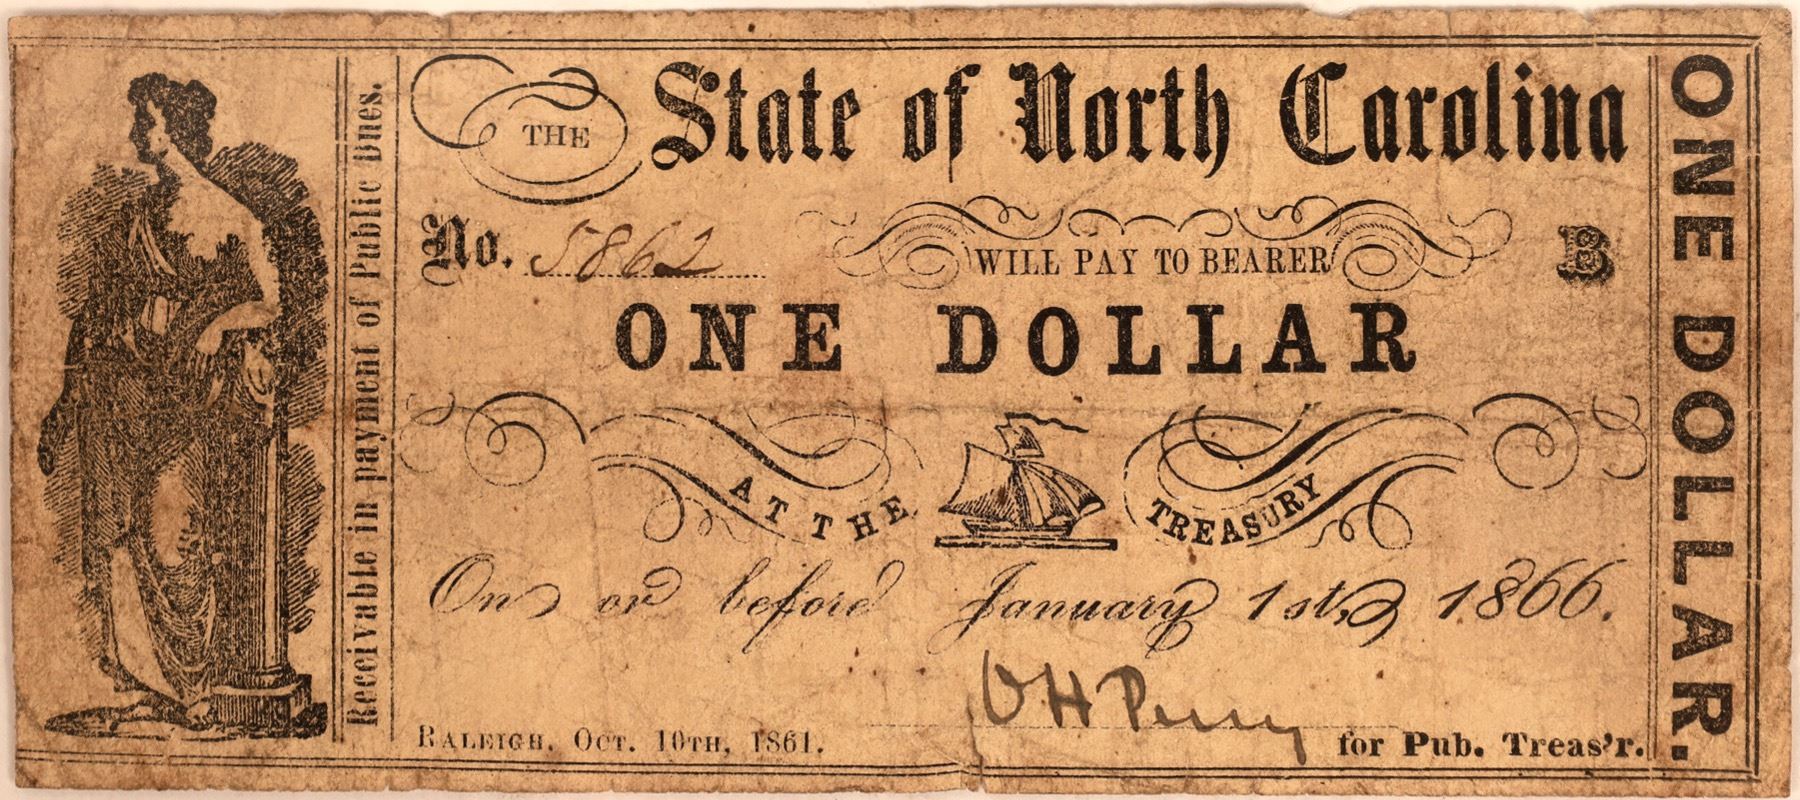 THE State of North Carolina
No. 5862
WILL PAY TO BEARER
B
ONE DOLLAR
AT THE TREASURY
On or before January 1st, 1866.
O H Perry
RALEIGH, OCT. 10TH, 1861.
for Pub. Treas'r.
Receivable in payment of Public Dues.
ONE DOLLAR.